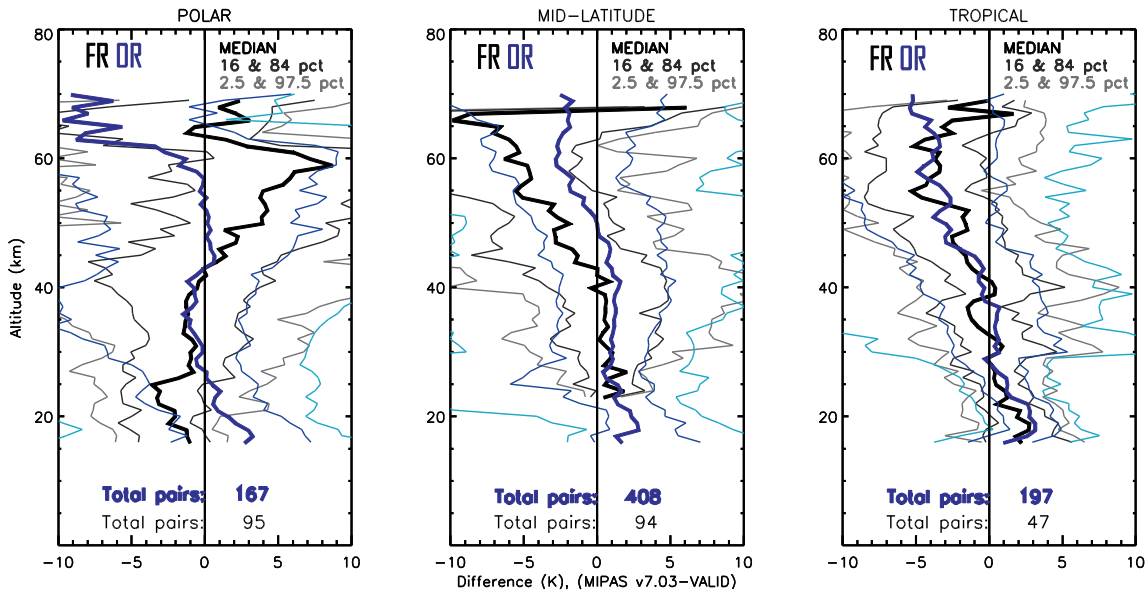 POLAR
MID-LATITUDE
TROPICAL
80
FR OR
MEDIAN
16 & 84 pct
2.5 & 97.5 pct
60
40
20
Altitude (km)
Total pairs: 167
Total pairs: 95
-10 -5 0 5 10
80
FR OR
MEDIAN
16 & 84 pct
2.5 & 97.5 pct
60
40
20
Total pairs: 408
Total pairs: 94
-10 -5 0 5 10
80
FR OR
MEDIAN
16 & 84 pct
2.5 & 97.5 pct
60
40
20
Total pairs: 197
Total pairs: 47
-10 -5 0 5 10
Difference (K), (MIPAS v7.03-VALID)